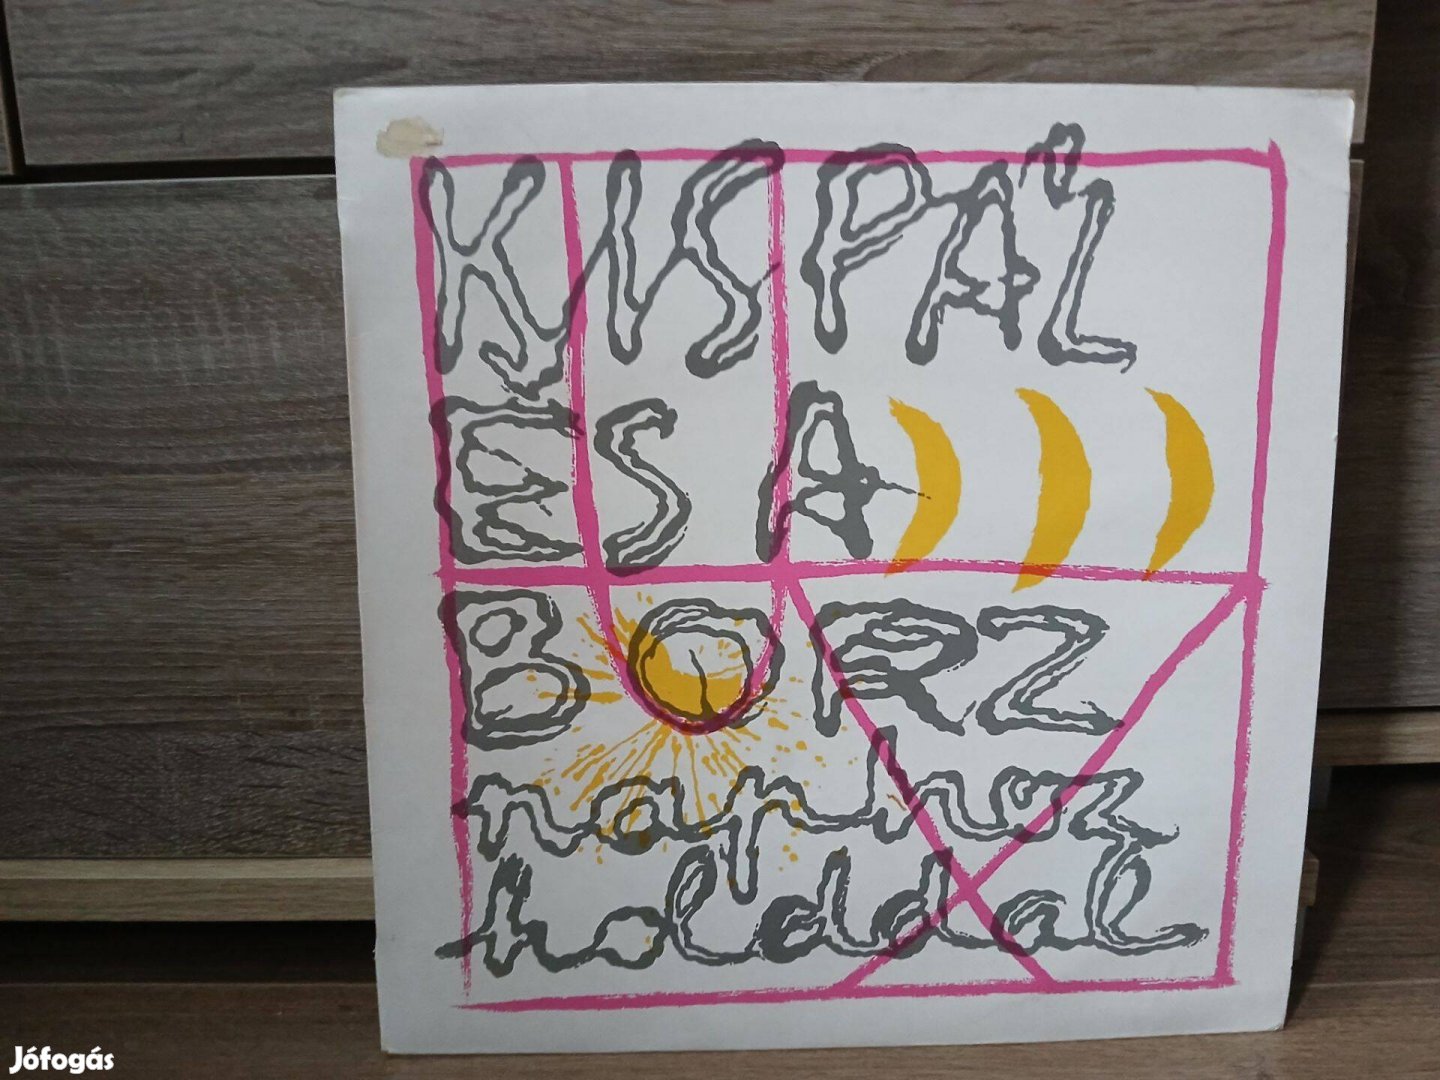 KISPÁL
ÉS A
BORZ
naphoz
holddal
Jófogás